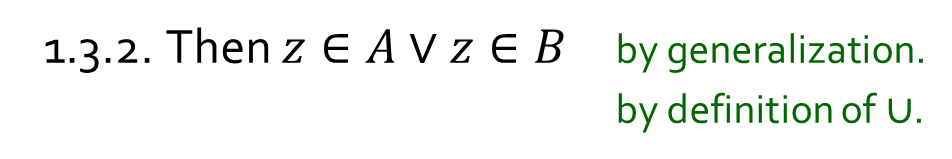 1.3.2. Then z ∈ A ∨ z ∈ B by generalization.
by definition of ∪.